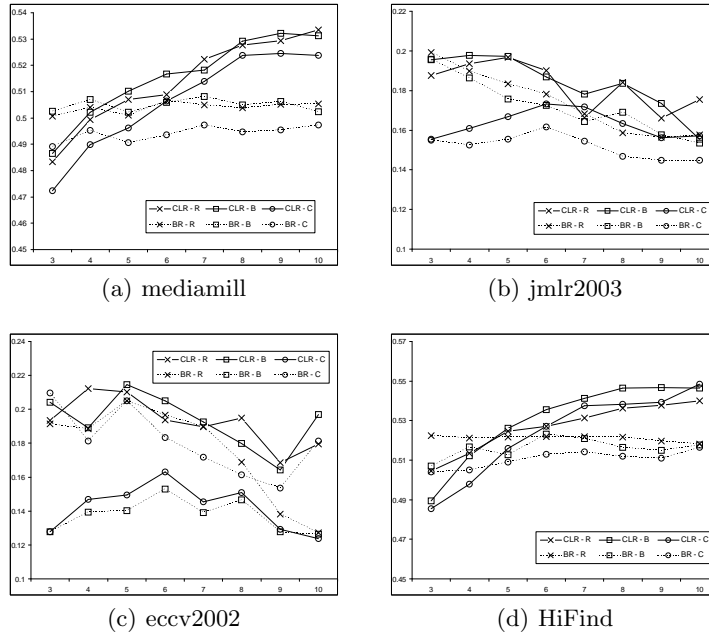 0.54
0.53
0.52
0.51
0.5
0.49
0.48
0.47
0.46
0.45
3 4 5 6 7 8 9 10
CLR - R CLR - B CLR - C
BR - R BR - B BR - C
(a) mediamill
0.22
0.2
0.18
0.16
0.14
0.12
0.1
3 4 5 6 7 8 9 10
CLR - R CLR - B CLR - C
BR - R BR - B BR - C
(b) jmlr2003
0.24
0.22
0.2
0.18
0.16
0.14
0.12
0.1
3 4 5 6 7 8 9 10
CLR - R CLR - B CLR - C
BR - R BR - B BR - C
(c) eccv2002
0.57
0.55
0.53
0.51
0.49
0.47
0.45
3 4 5 6 7 8 9 10
CLR - R CLR - B CLR - C
BR - R BR - B BR - C
(d) HiFind